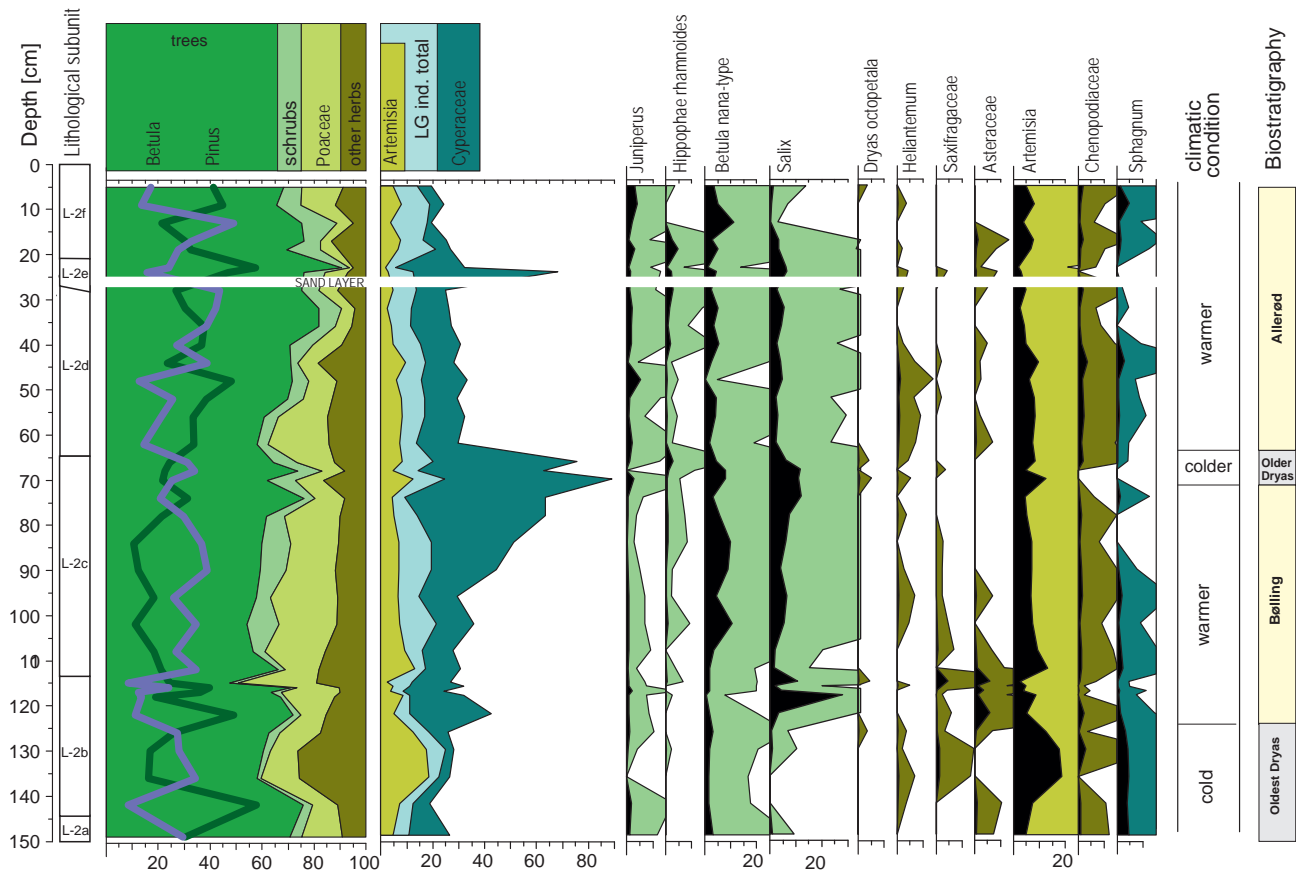 Depth [cm]
Lithological subunit
trees
Betula
Pinus
schrubs
Poaceae
other herbs
Artemisia
LG ind. total
Cyperaceae
Juniperus
Hippophae rhamnoides
Betula nana-type
Salix
Dryas octopetala
Heliantemum
Saxifragaceae
Asteraceae
Artemisia
Chenopodiaceae
Sphagnum
climatic
condition
Biostratigraphy
0
10
20
30
40
50
60
70
80
90
100
110
120
130
140
150
L-2f
L-2e
L-2d
L-2c
L-2b
L-2a
SAND LAYER
warmer
colder
warmer
cold
Allerød
Older
Dryas
Bølling
Oldest Dryas
20 40 60 80 100
20 40 60 80
20
20
20